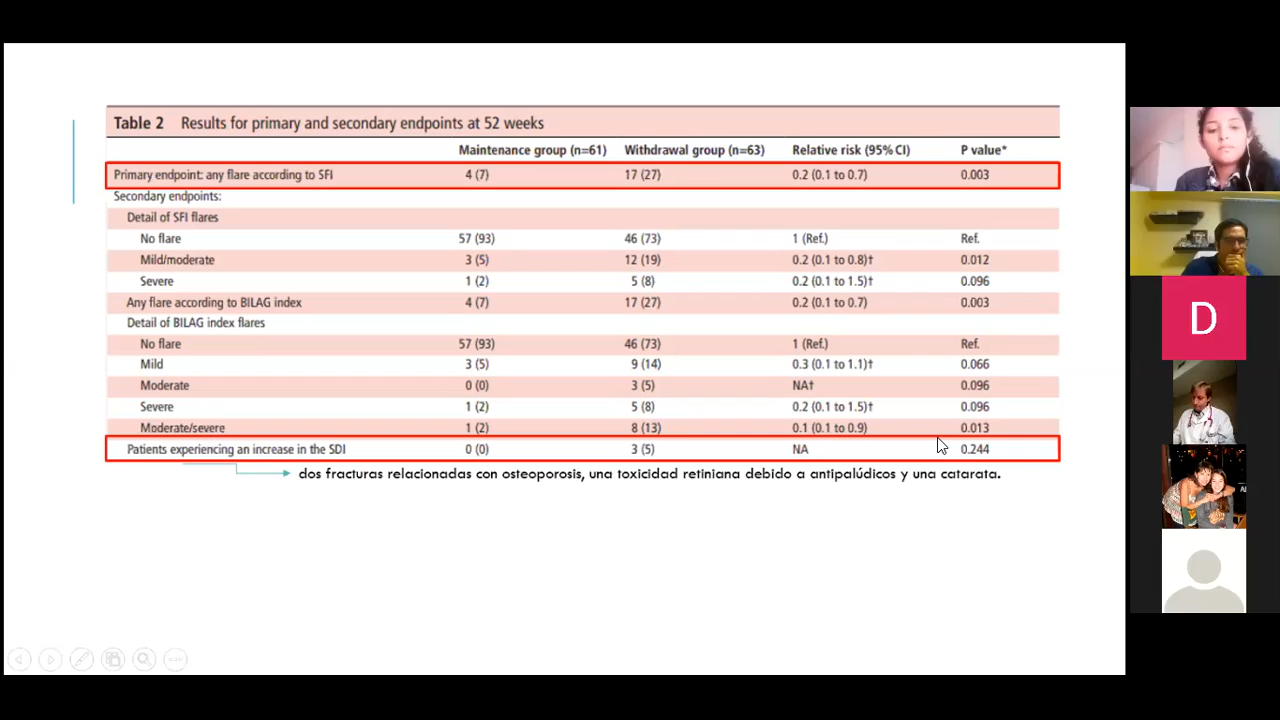 Table 2 Results for primary and secondary endpoints at 52 weeks
Maintenance group (n=61) Withdrawal group (n=63) Relative risk (95% CI) P value*
Primary endpoint: any flare according to SFI 4 (7) 17 (27) 0.2 (0.1 to 0.7) 0.003
Secondary endpoints:
Detail of SFI flares
No flare 57 (93) 46 (73) 1 (Ref.) Ref.
Mild/moderate 3 (5) 12 (19) 0.2 (0.1 to 0.8)† 0.012
Severe 1 (2) 5 (8) 0.2 (0.1 to 1.5)† 0.096
Any flare according to BILAG index 4 (7) 17 (27) 0.2 (0.1 to 0.7) 0.003
Detail of BILAG index flares
No flare 57 (93) 46 (73) 1 (Ref.) Ref.
Mild 3 (5) 9 (14) 0.3 (0.1 to 1.1)† 0.066
Moderate 0 (0) 3 (5) NA† 0.096
Severe 1 (2) 5 (8) 0.2 (0.1 to 1.5)† 0.096
Moderate/severe 1 (2) 8 (13) 0.1 (0.1 to 0.9) 0.013
Patients experiencing an increase in the SDI 0 (0) 3 (5) NA 0.244
dos fracturas relacionadas con osteoporosis, una toxicidad retiniana debido a antipalúdicos y una catarata.
D